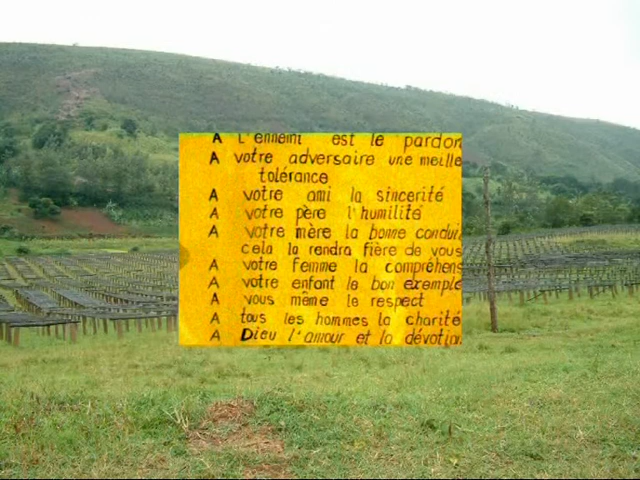 A L'ennemi est le pardon
A votre adversaire une meille
tolérance
A votre ami la sincerité
A votre père l'humilité
A votre mère la bonne condui
cela la rendra fière de vous
A votre femme la compréhens
A votre enfant le bon exemple
A vous même le respect
A tous les hommes la charité
A Dieu l'amour et la dévotion